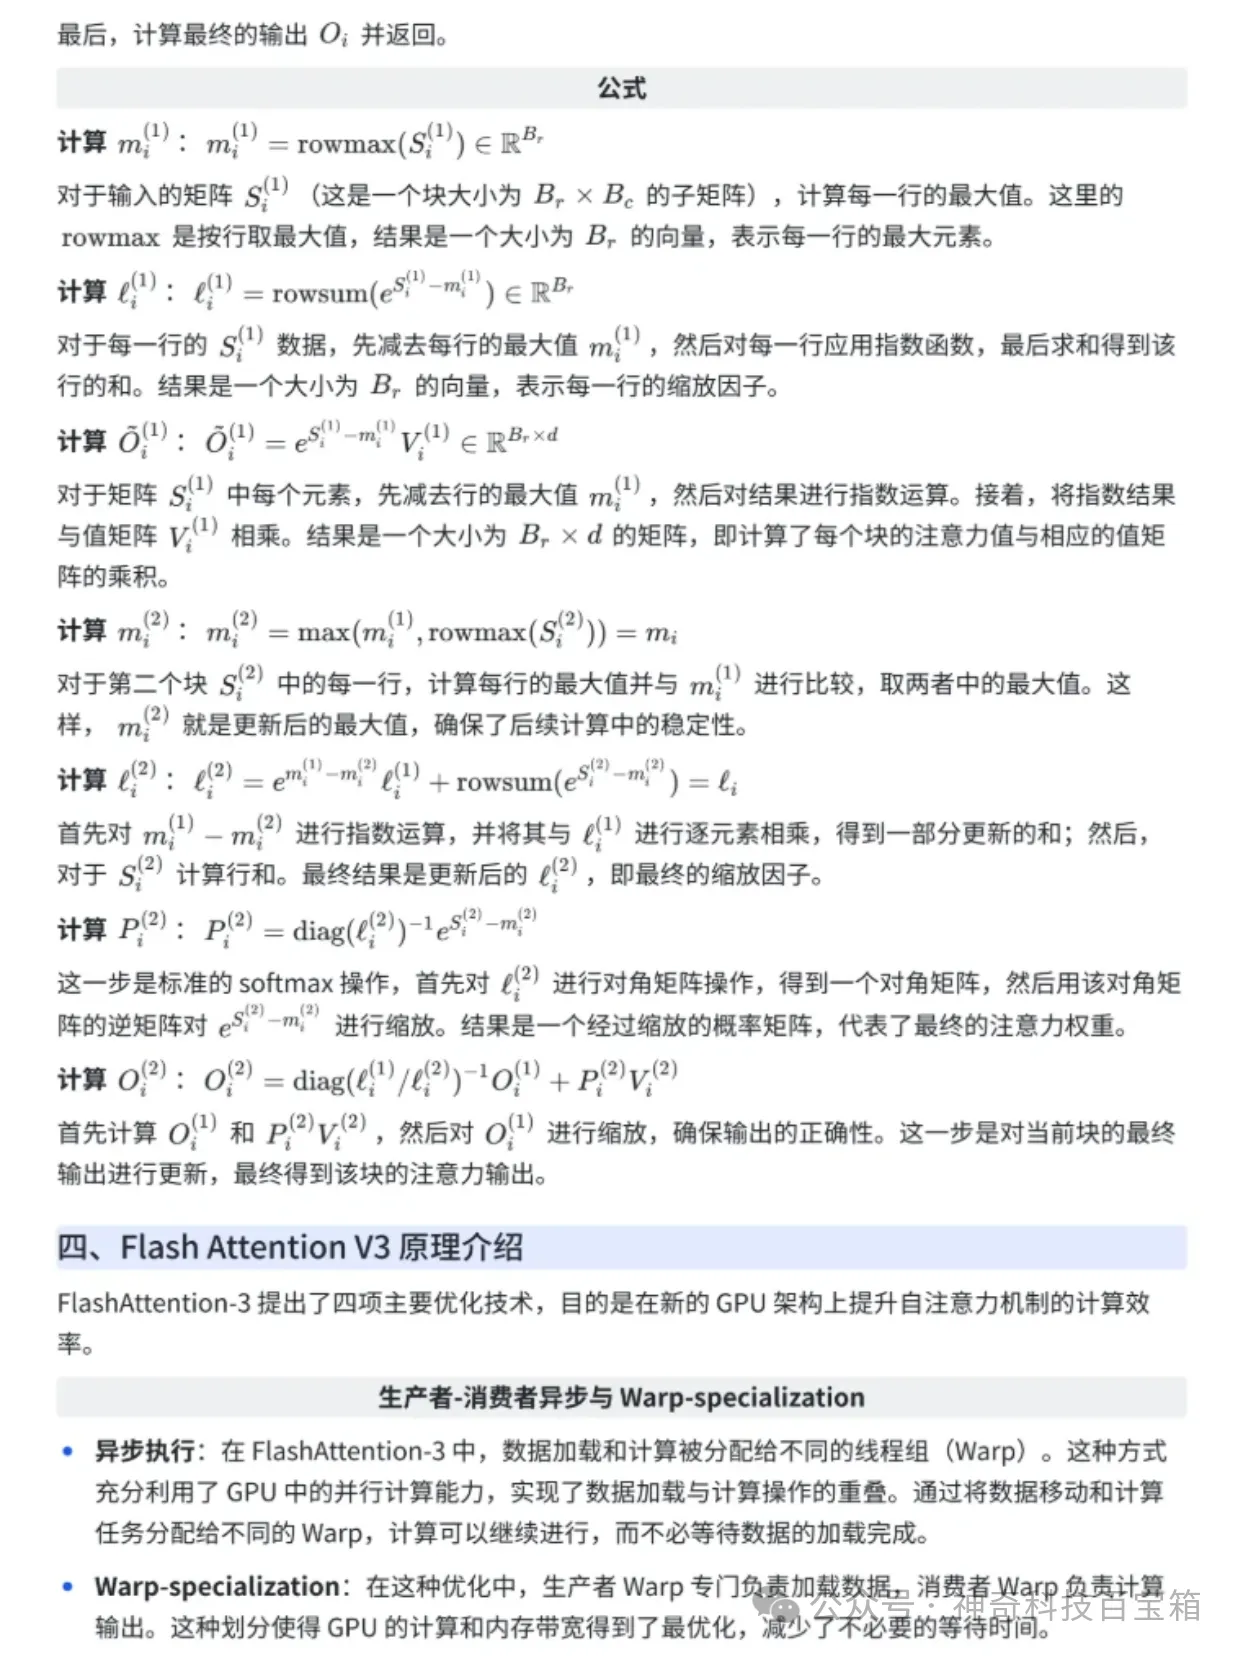 最后，计算最终的输出 $O_i$ 并返回。
公式
计算 $m_i^{(1)}$： $m_i^{(1)} = \mathrm{rowmax}(S_i^{(1)}) \in \mathbb{R}^{B_r}$
对于输入的矩阵 $S_i^{(1)}$（这是一个块大小为 $B_r \times B_c$ 的子矩阵），计算每一行的最大值。这里的
rowmax 是按行取最大值，结果是一个大小为 $B_r$ 的向量，表示每一行的最大元素。
计算 $\ell_i^{(1)}$： $\ell_i^{(1)} = \mathrm{rowsum}(e^{S_i^{(1)}-m_i^{(1)}}) \in \mathbb{R}^{B_r}$
对于每一行的 $S_i^{(1)}$ 数据，先减去每行的最大值 $m_i^{(1)}$，然后对每一行应用指数函数，最后求和得到该
行的和。结果是一个大小为 $B_r$ 的向量，表示每一行的缩放因子。
计算 $\tilde{O}_i^{(1)}$： $\tilde{O}_i^{(1)} = e^{S_i^{(1)}-m_i^{(1)}} V_i^{(1)} \in \mathbb{R}^{B_r \times d}$
对于矩阵 $S_i^{(1)}$ 中每个元素，先减去行的最大值 $m_i^{(1)}$，然后对结果进行指数运算。接着，将指数结果
与值矩阵 $V_i^{(1)}$ 相乘。结果是一个大小为 $B_r \times d$ 的矩阵，即计算了每个块的注意力值与相应的值矩
阵的乘积。
计算 $m_i^{(2)}$： $m_i^{(2)} = \max(m_i^{(1)}, \mathrm{rowmax}(S_i^{(2)})) = m_i$
对于第二个块 $S_i^{(2)}$ 中的每一行，计算每行的最大值并与 $m_i^{(1)}$ 进行比较，取两者中的最大值。这
样， $m_i^{(2)}$ 就是更新后的最大值，确保了后续计算中的稳定性。
计算 $\ell_i^{(2)}$： $\ell_i^{(2)} = e^{m_i^{(1)}-m_i^{(2)}} \ell_i^{(1)} + \mathrm{rowsum}(e^{S_i^{(2)}-m_i^{(2)}}) = \ell_i$
首先对 $m_i^{(1)} - m_i^{(2)}$ 进行指数运算，并将其与 $\ell_i^{(1)}$ 进行逐元素相乘，得到一部分更新的和；然后，
对于 $S_i^{(2)}$ 计算行和。最终结果是更新后的 $\ell_i^{(2)}$，即最终的缩放因子。
计算 $P_i^{(2)}$： $P_i^{(2)} = \mathrm{diag}(\ell_i^{(2)})^{-1} e^{S_i^{(2)}-m_i^{(2)}}$
这一步是标准的 softmax 操作，首先对 $\ell_i^{(2)}$ 进行对角矩阵操作，得到一个对角矩阵，然后用该对角矩
阵的逆矩阵对 $e^{S_i^{(2)}-m_i^{(2)}}$ 进行缩放。结果是一个经过缩放的概率矩阵，代表了最终的注意力权重。
计算 $O_i^{(2)}$： $O_i^{(2)} = \mathrm{diag}(\ell_i^{(1)}/\ell_i^{(2)})^{-1} O_i^{(1)} + P_i^{(2)} V_i^{(2)}$
首先计算 $O_i^{(1)}$ 和 $P_i^{(2)} V_i^{(2)}$，然后对 $O_i^{(1)}$ 进行缩放，确保输出的正确性。这一步是对当前块的最终
输出进行更新，最终得到该块的注意力输出。
四、Flash Attention V3 原理介绍
FlashAttention-3 提出了四项主要优化技术，目的是在新的 GPU 架构上提升自注意力机制的计算效
率。
生产者-消费者异步与 Warp-specialization
• 异步执行：在 FlashAttention-3 中，数据加载和计算被分配给不同的线程组（Warp）。这种方式
充分利用了 GPU 中的并行计算能力，实现了数据加载与计算操作的重叠。通过将数据移动和计算
任务分配给不同的 Warp，计算可以继续进行，而不必等待数据的加载完成。
• Warp-specialization：在这种优化中，生产者 Warp 专门负责加载数据，消费者 Warp 负责计算
输出。这种划分使得 GPU 的计算和内存带宽得到了最优化，减少了不必要的等待时间。
公众号：神奇科技百宝箱